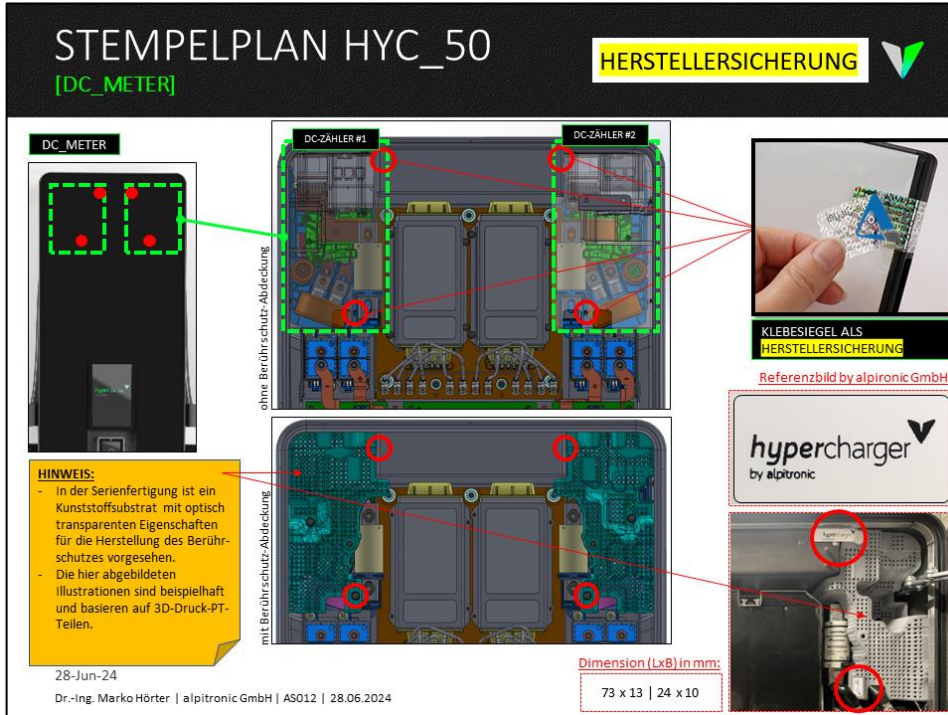 STEMPELPLAN HYC_50
[DC_METER]
HERSTELLERSICHERUNG
DC_METER
DC-ZÄHLER #1
DC-ZÄHLER #2
ohne Berührschutz-Abdeckung
KLEBESIEGEL ALS
HERSTELLERSICHERUNG
Referenzbild by alpironic GmbH
hypercharger
by alpitronic
HINWEIS:
- In der Serienfertigung ist ein
Kunststoffsubstrat mit optisch
transparenten Eigenschaften
für die Herstellung des Berühr-
schutzes vorgesehen.
- Die hier abgebildeten
Illustrationen sind beispielhaft
und basieren auf 3D-Druck-PT-
Teilen.
mit Berührschutz-Abdeckung
28-Jun-24
Dr.-Ing. Marko Hörter | alpitronic GmbH | AS012 | 28.06.2024
Dimension (LxB) in mm:
73 x 13 | 24 x 10